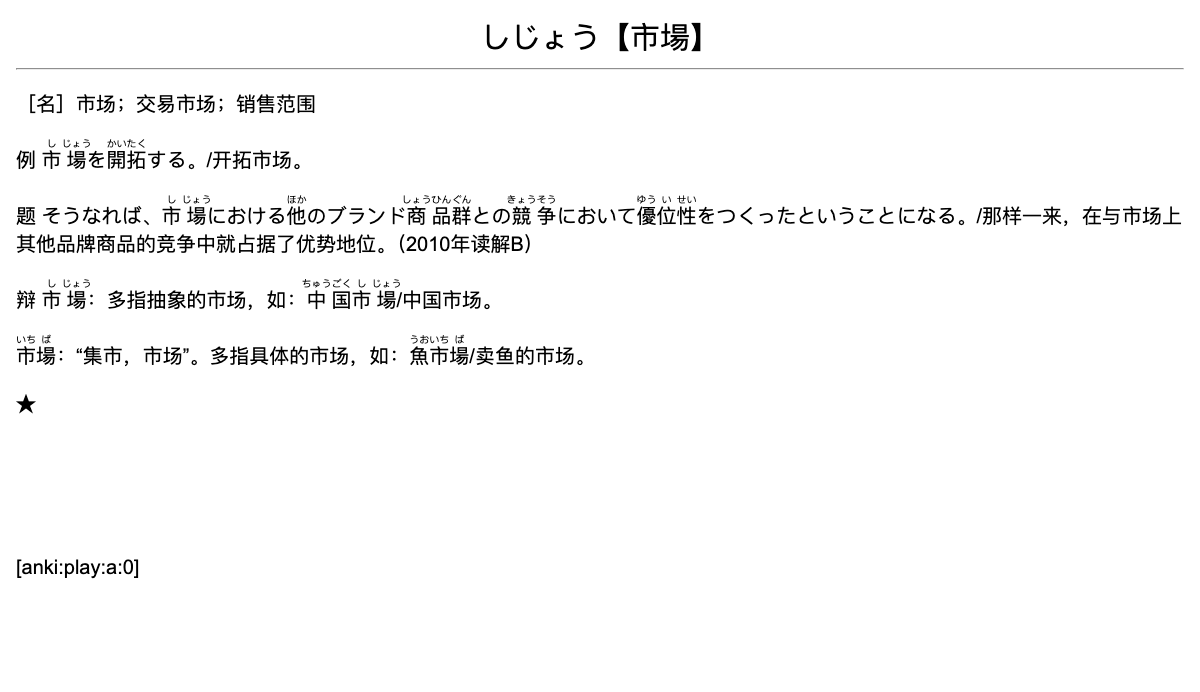 しじょう【市場】
［名］市场；交易市场；销售范围
し じょう かいたく
例 市場を開拓する。/开拓市场。
し じょう ほか しょうひんぐん きょうそう ゆう い せい
题 そうなれば、市場における他のブランド商品群との競争において優位性をつくったということになる。/那样一来，在与市场上
其他品牌商品的竞争中就占据了优势地位。（2010年读解B）
し じょう ちゅうごく し じょう
辩 市場：多指抽象的市场，如：中国市場/中国市场。
いち ば うおいち ば
市場：“集市，市场”。多指具体的市场，如：魚市場/卖鱼的市场。
★
[anki:play:a:0]